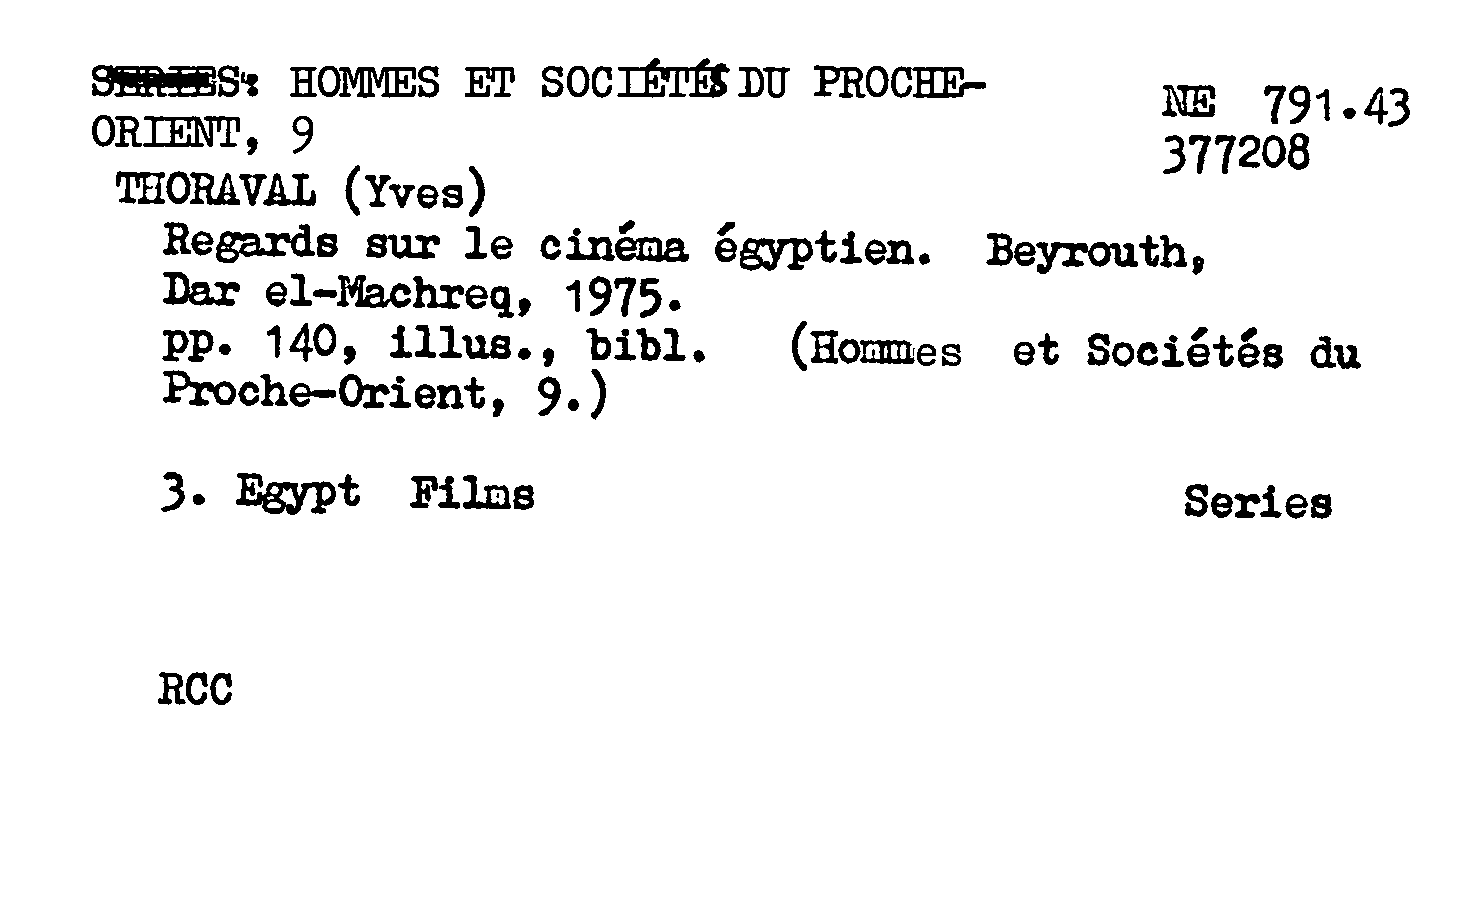 SERIES: HOMMES ET SOCIÉTÉS DU PROCHE-
ORIENT, 9
NE 791.43
377208
THORAVAL (Yves)
Regards sur le cinéma égyptien. Beyrouth,
Dar el-Machreq, 1975.
pp. 140, illus., bibl. (Hommes et Sociétés du
Proche-Orient, 9.)
3. Egypt Films
Series
RCC